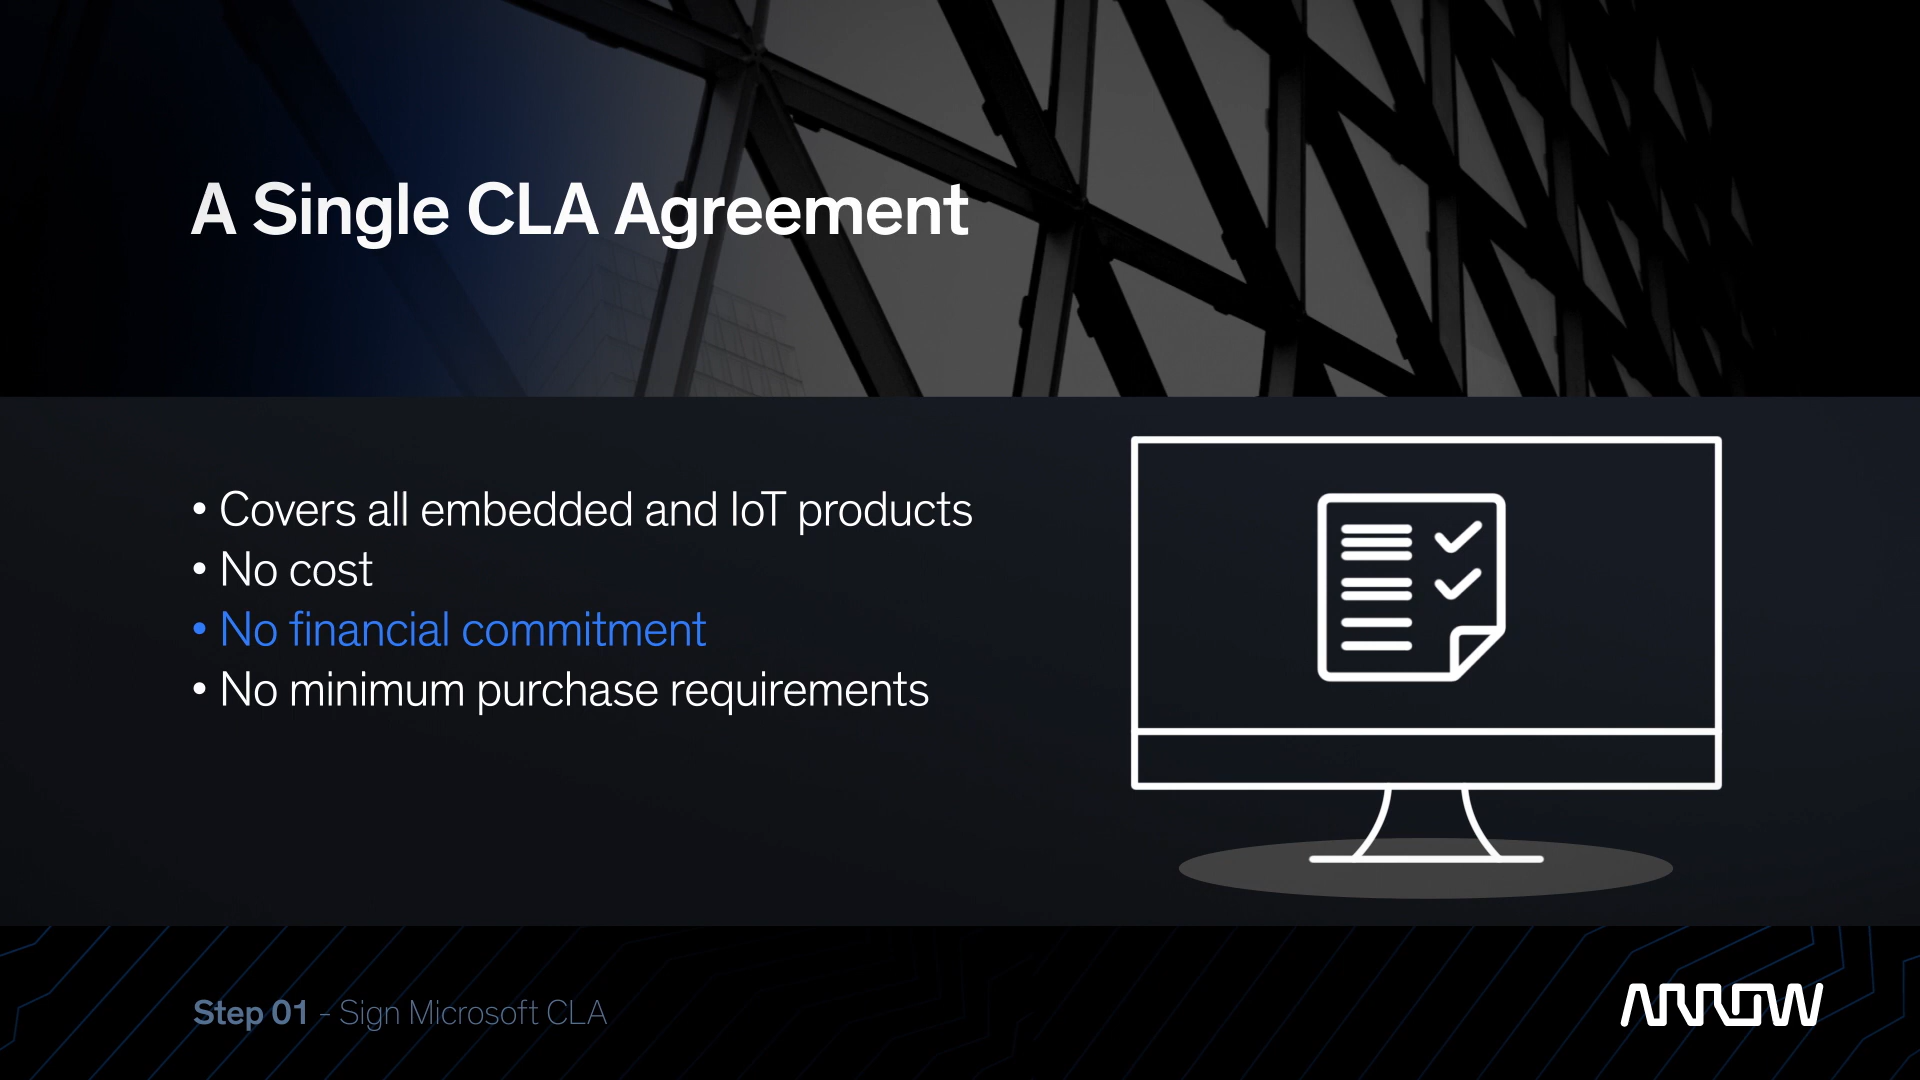 A Single CLA Agreement
• Covers all embedded and IoT products
• No cost
• No financial commitment
• No minimum purchase requirements
Step 01 - Sign Microsoft CLA
ARROW